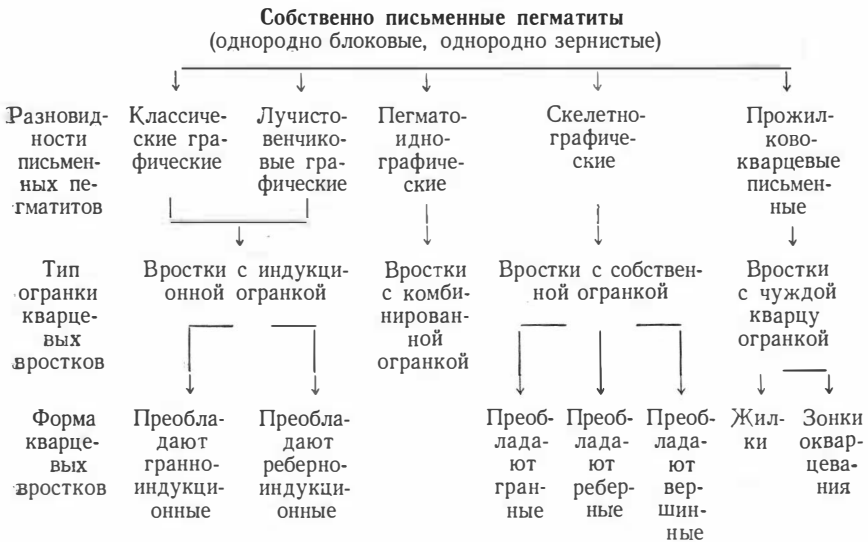 Собственно письменные пегматиты
(однородно блоковые, однородно зернистые)
Разновид- Классиче- Лучисто- Пегмато- Скелетно- Прожил-
ности ские гра- венчико- идно- графиче- ково-
письмен- фические вые гра- графиче- ские кварцевые
ных пе- фические ские письмен-
гматитов ные
Тип Вростки с индукци- Вростки Вростки с собствен- Вростки
огранки онной огранкой с комби- ной огранкой с чуждой
кварце- нирован- кварцу
вых ной огранкой
вростков огранкой
Форма Преобла- Преобла- Преоб- Преоб- Преоб- Жил- Зонки
кварце- дают дают лада- лада- лада- ки оквар-
вых гранно- реберно- ют ют ют цева-
вростков индукци- индукци- гран- ребер- вер- ния
онные онные ные ные шин-
ные